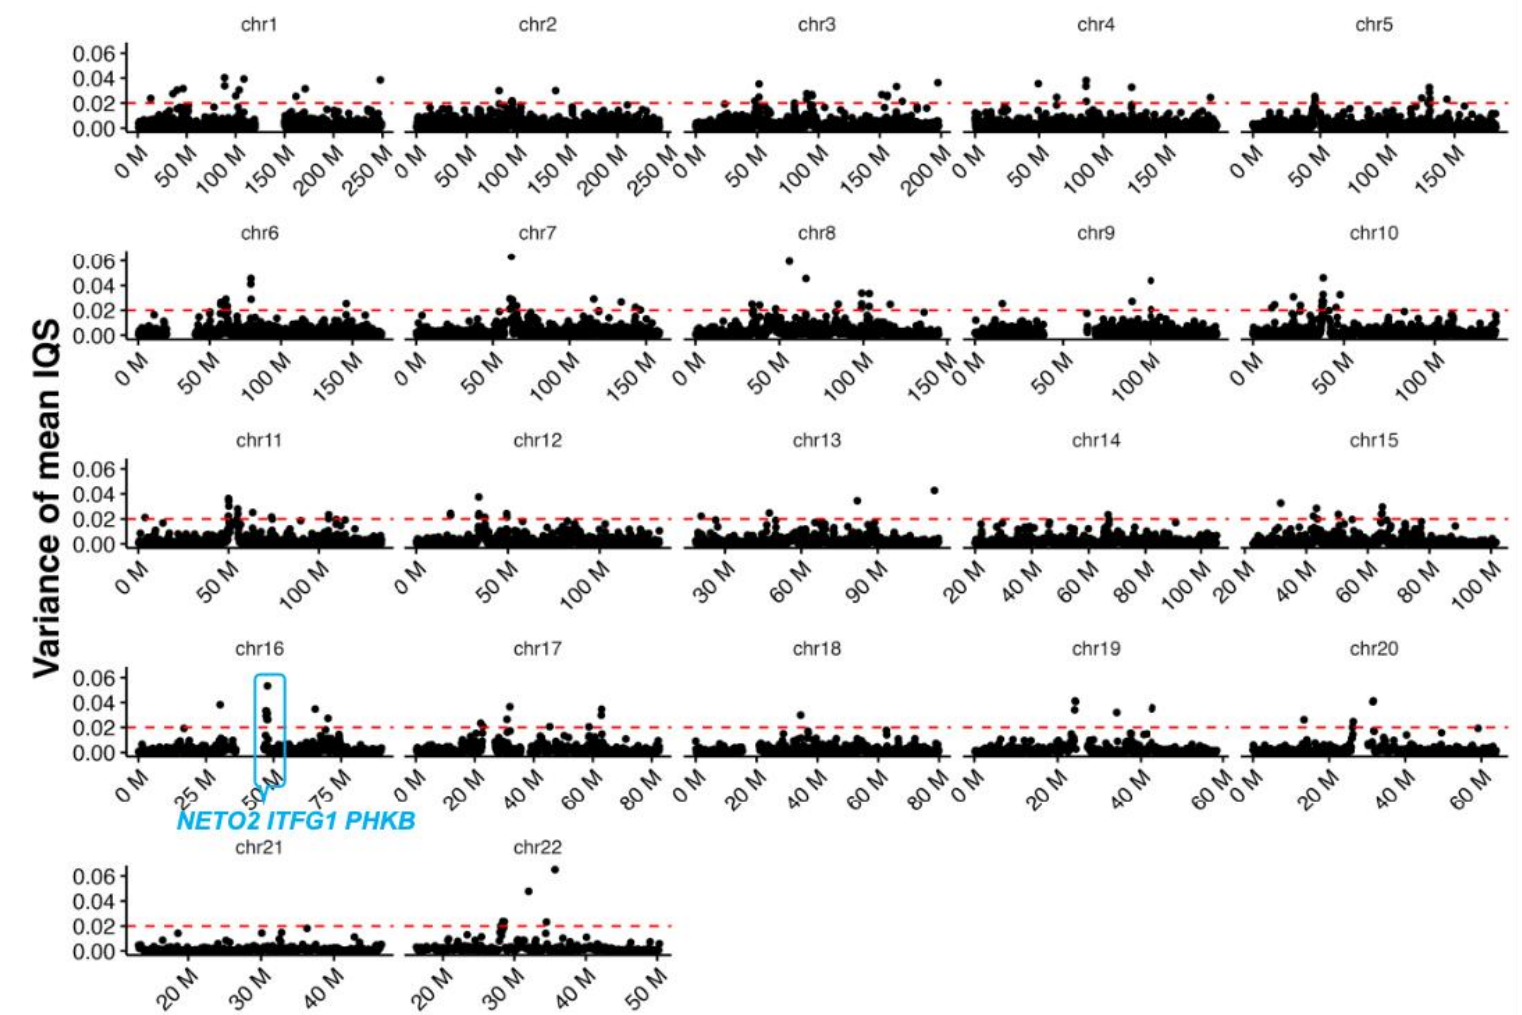 chr1 chr2 chr3 chr4 chr5
0.06
0.04
0.02
0.00
0 M 50 M 100 M 150 M 200 M 250 M 0 M 50 M 100 M 150 M 200 M 250 M 0 M 50 M 100 M 150 M 200 M 0 M 50 M 100 M 150 M 0 M 50 M 100 M 150 M
chr6 chr7 chr8 chr9 chr10
0.06
0.04
0.02
0.00
0 M 50 M 100 M 150 M 0 M 50 M 100 M 150 M 0 M 50 M 100 M 150 M 0 M 50 M 100 M 0 M 50 M 100 M
Variance of mean IQS
chr11 chr12 chr13 chr14 chr15
0.06
0.04
0.02
0.00
0 M 50 M 100 M 0 M 50 M 100 M 30 M 60 M 90 M 20 M 40 M 60 M 80 M 100 M 20 M 40 M 60 M 80 M 100 M
chr16 chr17 chr18 chr19 chr20
0.06
0.04
0.02
0.00
0 M 25 M 50 M 75 M 0 M 20 M 40 M 60 M 80 M 0 M 20 M 40 M 60 M 80 M 0 M 20 M 40 M 60 M 0 M 20 M 40 M 60 M
NETO2 ITFG1 PHKB
chr21 chr22
0.06
0.04
0.02
0.00
20 M 30 M 40 M 20 M 30 M 40 M 50 M